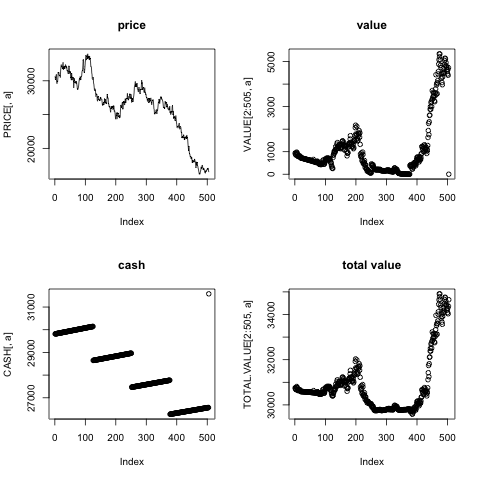 price
PRICE[, a]
20000
30000
0 100 200 300 400 500
Index
value
VALUE[2:505, a]
0
1000
3000
5000
0 100 200 300 400 500
Index
cash
CASH[, a]
27000
29000
31000
0 100 200 300 400 500
Index
total value
TOTAL.VALUE[2:505, a]
30000
32000
34000
0 100 200 300 400 500
Index